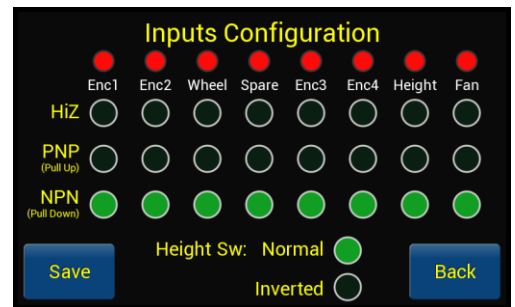 Inputs Configuration
Enc1 Enc2 Wheel Spare Enc3 Enc4 Height Fan
HiZ
PNP
(Pull Up)
NPN
(Pull Down)
Height Sw: Normal
Inverted
Save
Back